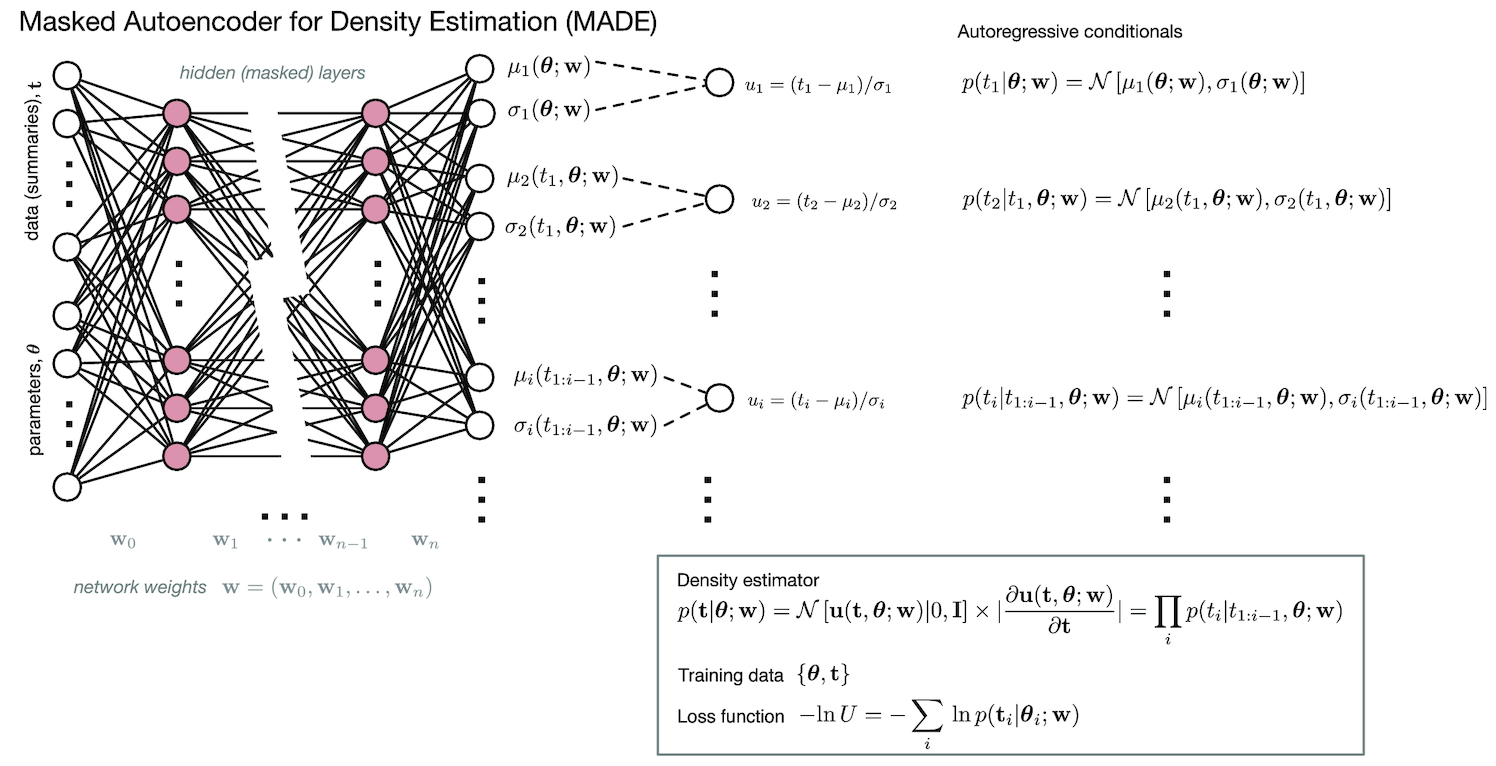 Masked Autoencoder for Density Estimation (MADE)
Autoregressive conditionals
data (summaries), t
parameters, θ
hidden (masked) layers
μ₁(θ; w)
σ₁(θ; w)
u₁ = (t₁ − μ₁)/σ₁
p(t₁|θ; w) = 𝒩 [μ₁(θ; w), σ₁(θ; w)]
μ₂(t₁, θ; w)
σ₂(t₁, θ; w)
u₂ = (t₂ − μ₂)/σ₂
p(t₂|t₁, θ; w) = 𝒩 [μ₂(t₁, θ; w), σ₂(t₁, θ; w)]
μᵢ(t₁:ᵢ₋₁, θ; w)
σᵢ(t₁:ᵢ₋₁, θ; w)
uᵢ = (tᵢ − μᵢ)/σᵢ
p(tᵢ|t₁:ᵢ₋₁, θ; w) = 𝒩 [μᵢ(t₁:ᵢ₋₁, θ; w), σᵢ(t₁:ᵢ₋₁, θ; w)]
w₀ w₁ · · · wₙ₋₁ wₙ
network weights w = (w₀, w₁, . . . , wₙ)
Density estimator
p(t|θ; w) = 𝒩 [u(t, θ; w)|0, I] × |∂u(t, θ; w)/∂t| = ∏ᵢ p(tᵢ|t₁:ᵢ₋₁, θ; w)
Training data {θ, t}
Loss function −ln U = −∑ᵢ ln p(tᵢ|θᵢ; w)